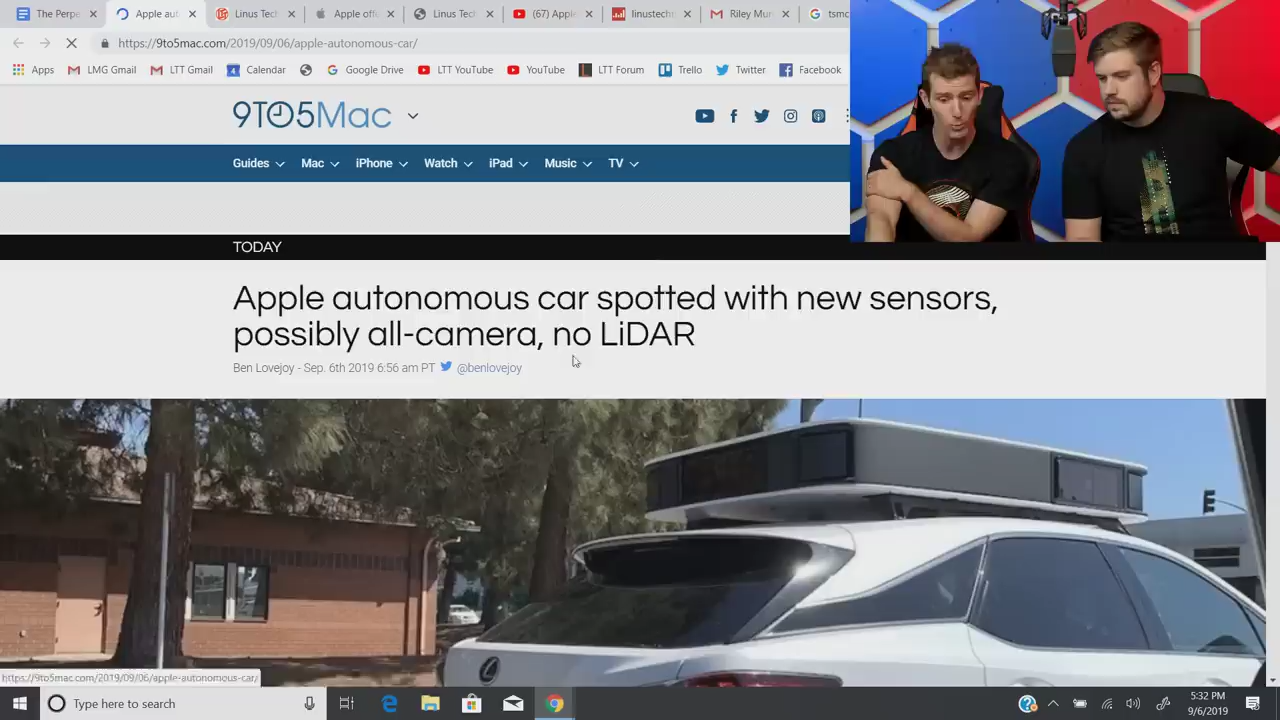 The Perpe
Apple aut
Linus Tech
Apple
Linus Tech
(67) Apple
linustechp
Gmail
Riley Mur
tsmc
https://9to5mac.com/2019/09/06/apple-autonomous-car/
Apps
LMG Gmail
LTT Gmail
Calendar
Google Drive
LTT YouTube
YouTube
LTT Forum
Trello
Twitter
Facebook
9TO5Mac
Guides
Mac
iPhone
Watch
iPad
Music
TV
TODAY
Apple autonomous car spotted with new sensors,
possibly all-camera, no LiDAR
Ben Lovejoy - Sep. 6th 2019 6:56 am PT @benlovejoy
https://9to5mac.com/2019/09/06/apple-autonomous-car/
Type here to search
5:32 PM
9/6/2019